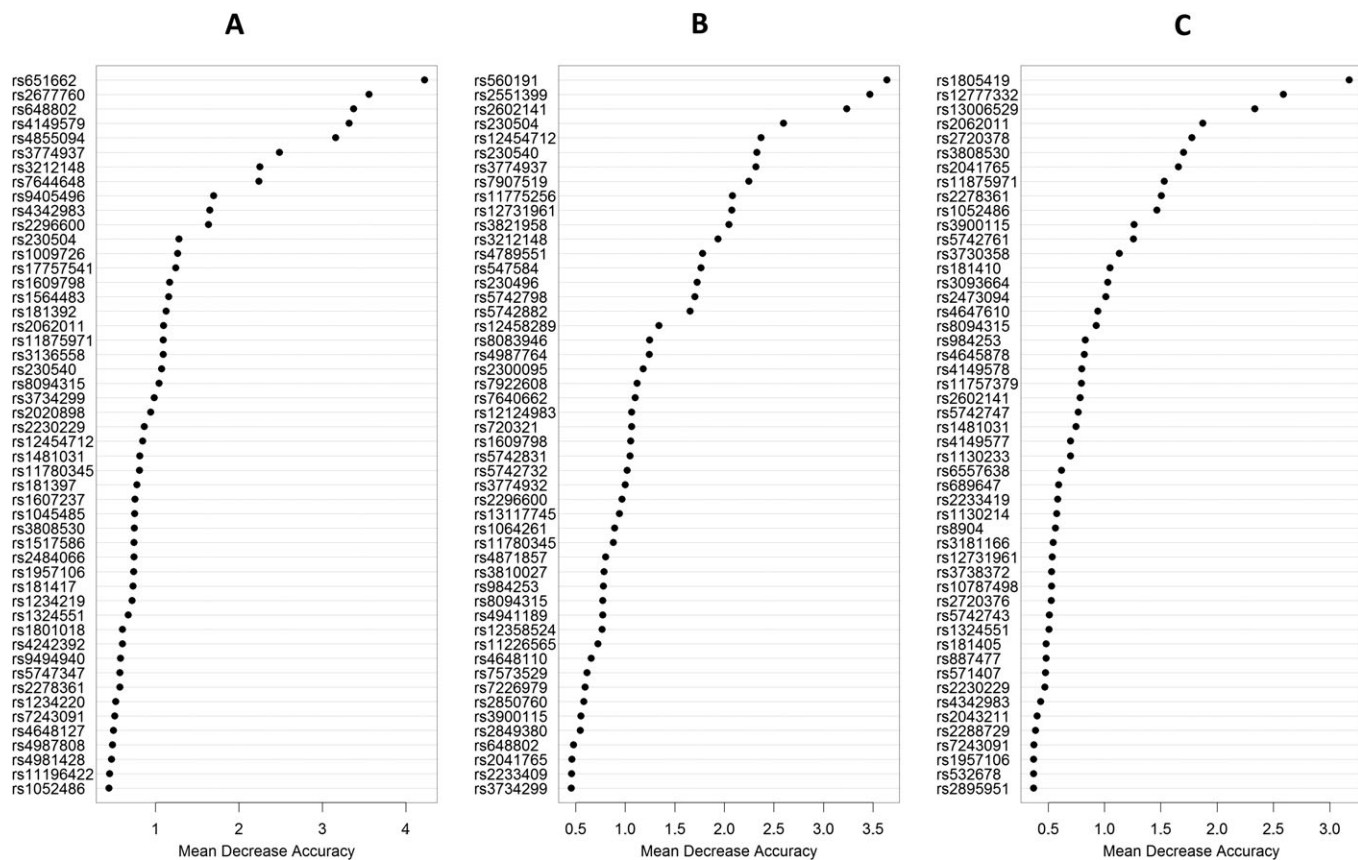 A
rs651662
rs2677760
rs648802
rs4149579
rs4855094
rs3774937
rs3212148
rs7644648
rs9405496
rs4342983
rs2296600
rs230504
rs1009726
rs17757541
rs1609798
rs1564483
rs181392
rs2062011
rs11875971
rs3136558
rs230540
rs8094315
rs3734299
rs2020898
rs2230229
rs12454712
rs1481031
rs11780345
rs181397
rs1607237
rs1045485
rs3808530
rs1517586
rs2484066
rs1957106
rs181417
rs1234219
rs1324551
rs1801018
rs4242392
rs9494940
rs5747347
rs2278361
rs1234220
rs7243091
rs4648127
rs4987808
rs4981428
rs11196422
rs1052486
1 2 3 4
Mean Decrease Accuracy
B
rs560191
rs2551399
rs2602141
rs230504
rs12454712
rs230540
rs3774937
rs7907519
rs11775256
rs12731961
rs3821958
rs3212148
rs4789551
rs547584
rs230496
rs5742798
rs5742882
rs12458289
rs8083946
rs4987764
rs2300095
rs7922608
rs7640662
rs12124983
rs720321
rs1609798
rs5742831
rs5742732
rs3774932
rs2296600
rs13117745
rs1064261
rs11780345
rs4871857
rs3810027
rs984253
rs8094315
rs4941189
rs12358524
rs11226565
rs4648110
rs7573529
rs7226979
rs2850760
rs3900115
rs2849380
rs648802
rs2041765
rs2233409
rs3734299
0.5 1.0 1.5 2.0 2.5 3.0 3.5
Mean Decrease Accuracy
C
rs1805419
rs12777332
rs13006529
rs2062011
rs2720378
rs3808530
rs2041765
rs11875971
rs2278361
rs1052486
rs3900115
rs5742761
rs3730358
rs181410
rs3093664
rs2473094
rs4647610
rs8094315
rs984253
rs4645878
rs4149578
rs11757379
rs2602141
rs5742747
rs1481031
rs4149577
rs1130233
rs6557638
rs689647
rs2233419
rs1130214
rs8904
rs3181166
rs12731961
rs3738372
rs10787498
rs2720376
rs5742743
rs1324551
rs181405
rs887477
rs571407
rs2230229
rs4342983
rs2043211
rs2288729
rs7243091
rs1957106
rs532678
rs2895951
0.5 1.0 1.5 2.0 2.5 3.0
Mean Decrease Accuracy